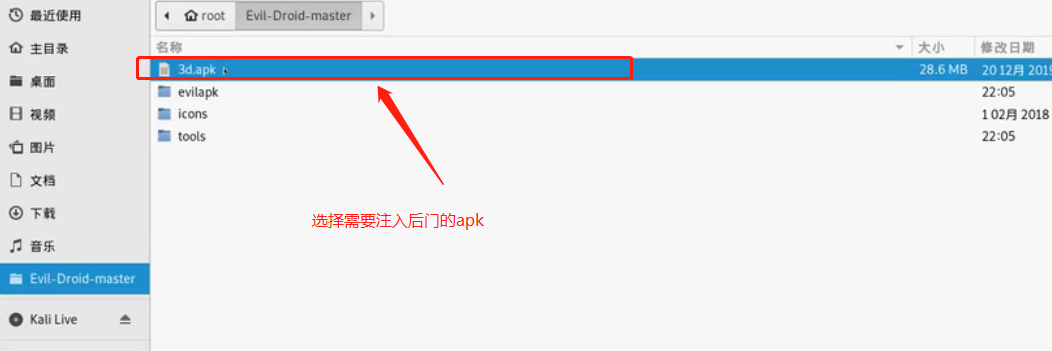 最近使用
主目录
桌面
视频
图片
文档
下载
音乐
Evil-Droid-master
Kali Live
root Evil-Droid-master
名称 大小 修改日期
3d.apk 28.6 MB 20 12月 2019
evilapk 22:05
icons 1 02月 2018
tools 22:05
选择需要注入后门的apk